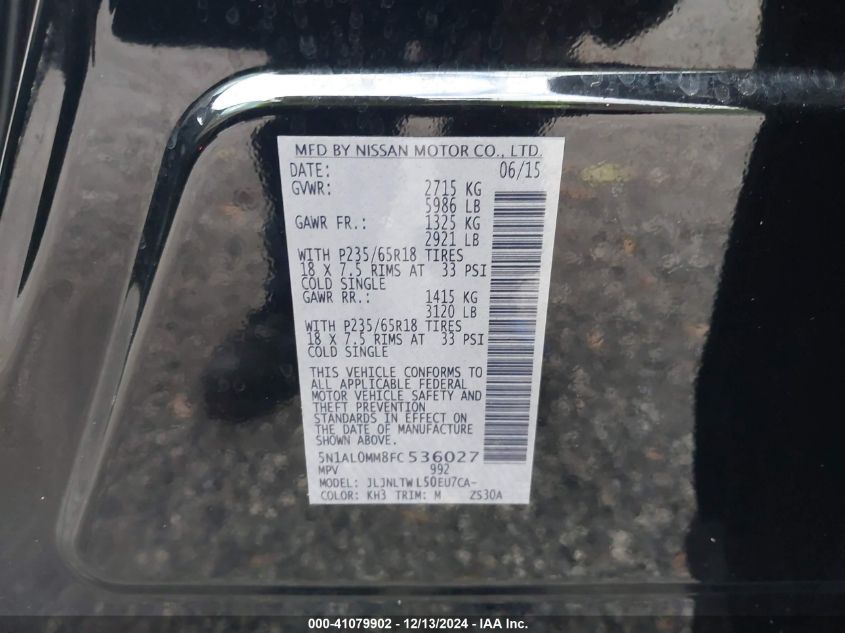 MFD BY NISSAN MOTOR CO., LTD.
DATE: 06/15
GVWR: 2715 KG
5986 LB
GAWR FR.: 1325 KG
2921 LB
WITH P235/65R18 TIRES
18 X 7.5 RIMS AT 33 PSI
COLD SINGLE
GAWR RR.: 1415 KG
3120 LB
WITH P235/65R18 TIRES
18 X 7.5 RIMS AT 33 PSI
COLD SINGLE
THIS VEHICLE CONFORMS TO
ALL APPLICABLE FEDERAL
MOTOR VEHICLE SAFETY AND
THEFT PREVENTION
STANDARDS IN EFFECT ON
THE DATE OF MANUFACTURE
SHOWN ABOVE.
5N1AL0MM8FC536027
MPV 992
MODEL: JLJNLTWL50EU7CA-
COLOR: KH3 TRIM: M ZS30A
000-41079902 - 12/13/2024 - IAA Inc.